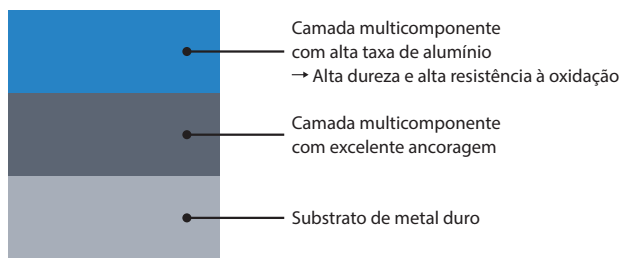 Camada multicomponente
com alta taxa de alumínio
→ Alta dureza e alta resistência à oxidação
Camada multicomponente
com excelente ancoragem
Substrato de metal duro